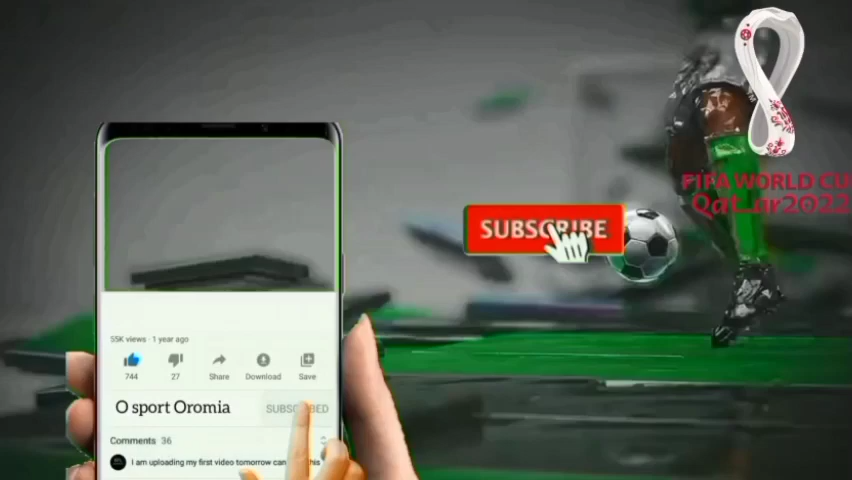 FIFA WORLD CU
Qatar2022
SUBSCRIBE
55K views · 1 year ago
744
27
Share
Download
Save
O sport Oromia
SUBSCRIBED
Comments 36
I am uploading my first video tomorrow can this